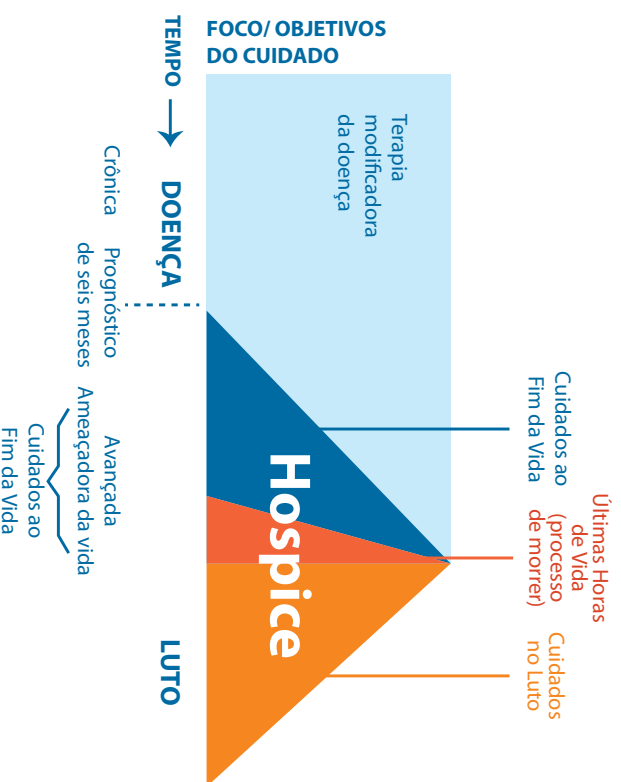 FOCO/ OBJETIVOS
DO CUIDADO
TEMPO
DOENÇA
LUTO
Terapia
modificadora
da doença
Crônica
Prognóstico
de seis meses
Avançada
Ameaçadora da vida
Cuidados ao
Fim da Vida
Hospice
Cuidados ao
Fim da Vida
Últimas Horas
de Vida
(processo
de morrer)
Cuidados
no Luto